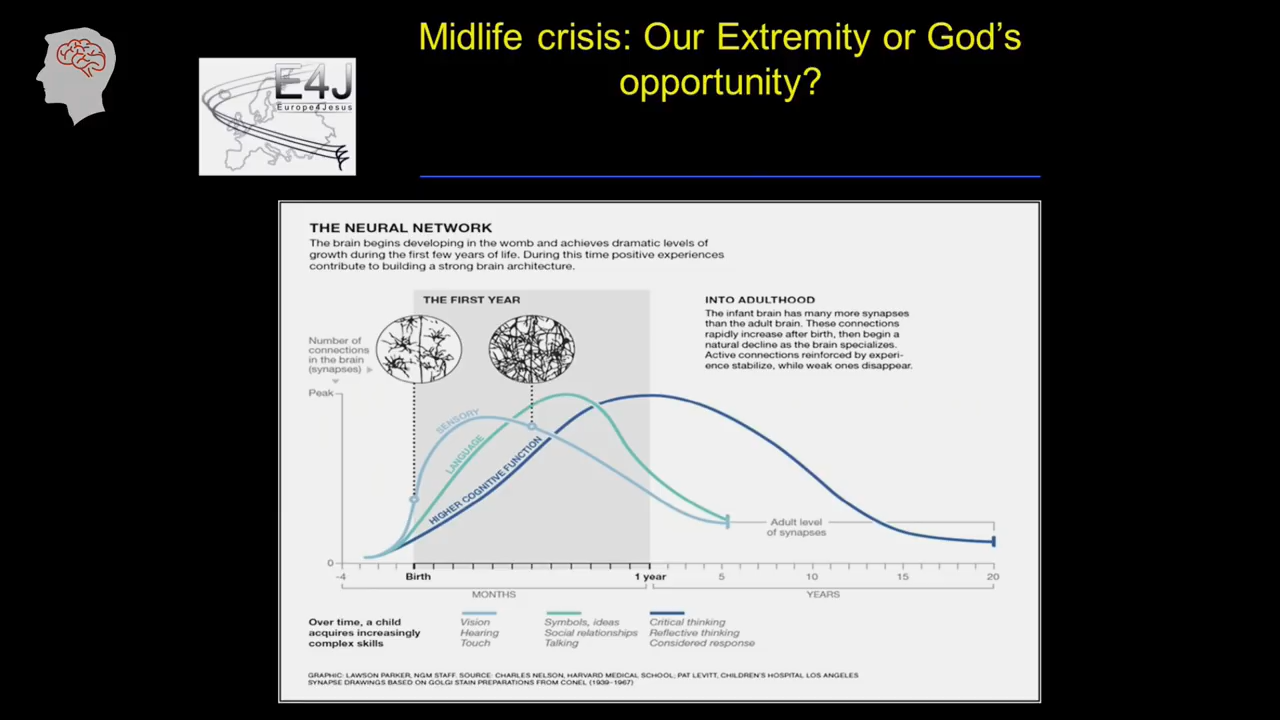 Midlife crisis: Our Extremity or God's
opportunity?
E4J
Europe4Jesus
THE NEURAL NETWORK
The brain begins developing in the womb and achieves dramatic levels of
growth during the first few years of life. During this time positive experiences
contribute to building a strong brain architecture.
THE FIRST YEAR
INTO ADULTHOOD
The infant brain has many more synapses
than the adult brain. These connections
rapidly increase after birth, then begin a
natural decline as the brain specializes.
Active connections reinforced by experi-
ence stabilize, while weak ones disappear.
Number of
connections
in the brain
(synapses)
Peak
SENSORY
LANGUAGE
HIGHER COGNITIVE FUNCTION
Adult level
of synapses
0
-4
Birth
1 year
5
10
15
20
MONTHS
YEARS
Over time, a child
acquires increasingly
complex skills
Vision
Hearing
Touch
Symbols, ideas
Social relationships
Talking
Critical thinking
Reflective thinking
Considered response
GRAPHIC: LAWSON PARKER, NGM STAFF. SOURCE: CHARLES NELSON, HARVARD MEDICAL SCHOOL; PAT LEVITT, CHILDREN'S HOSPITAL LOS ANGELES
SYNAPSE DRAWINGS BASED ON GOLGI STAIN PREPARATIONS FROM CONEL (1939-1967)